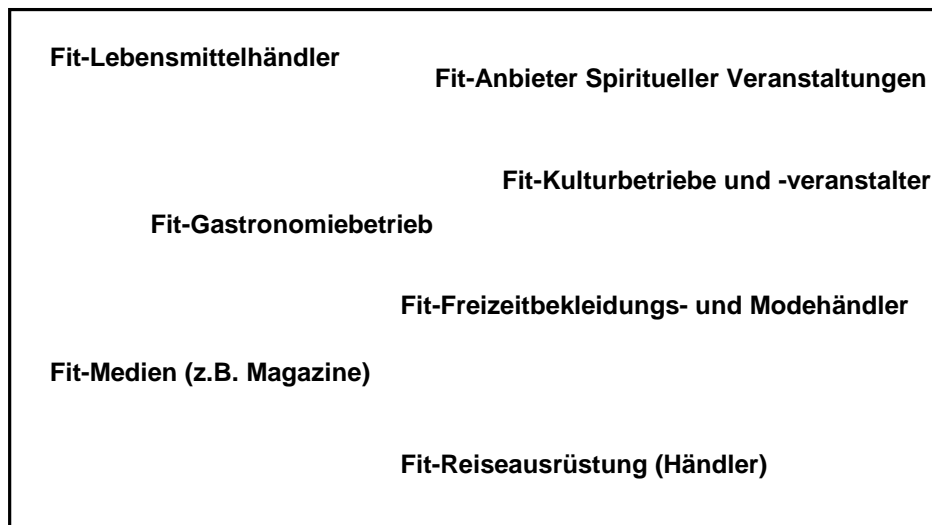 Fit-Lebensmittelhändler
Fit-Anbieter Spiritueller Veranstaltungen
Fit-Kulturbetriebe und -veranstalter
Fit-Gastronomiebetrieb
Fit-Freizeitbekleidungs- und Modehändler
Fit-Medien (z.B. Magazine)
Fit-Reiseausrüstung (Händler)